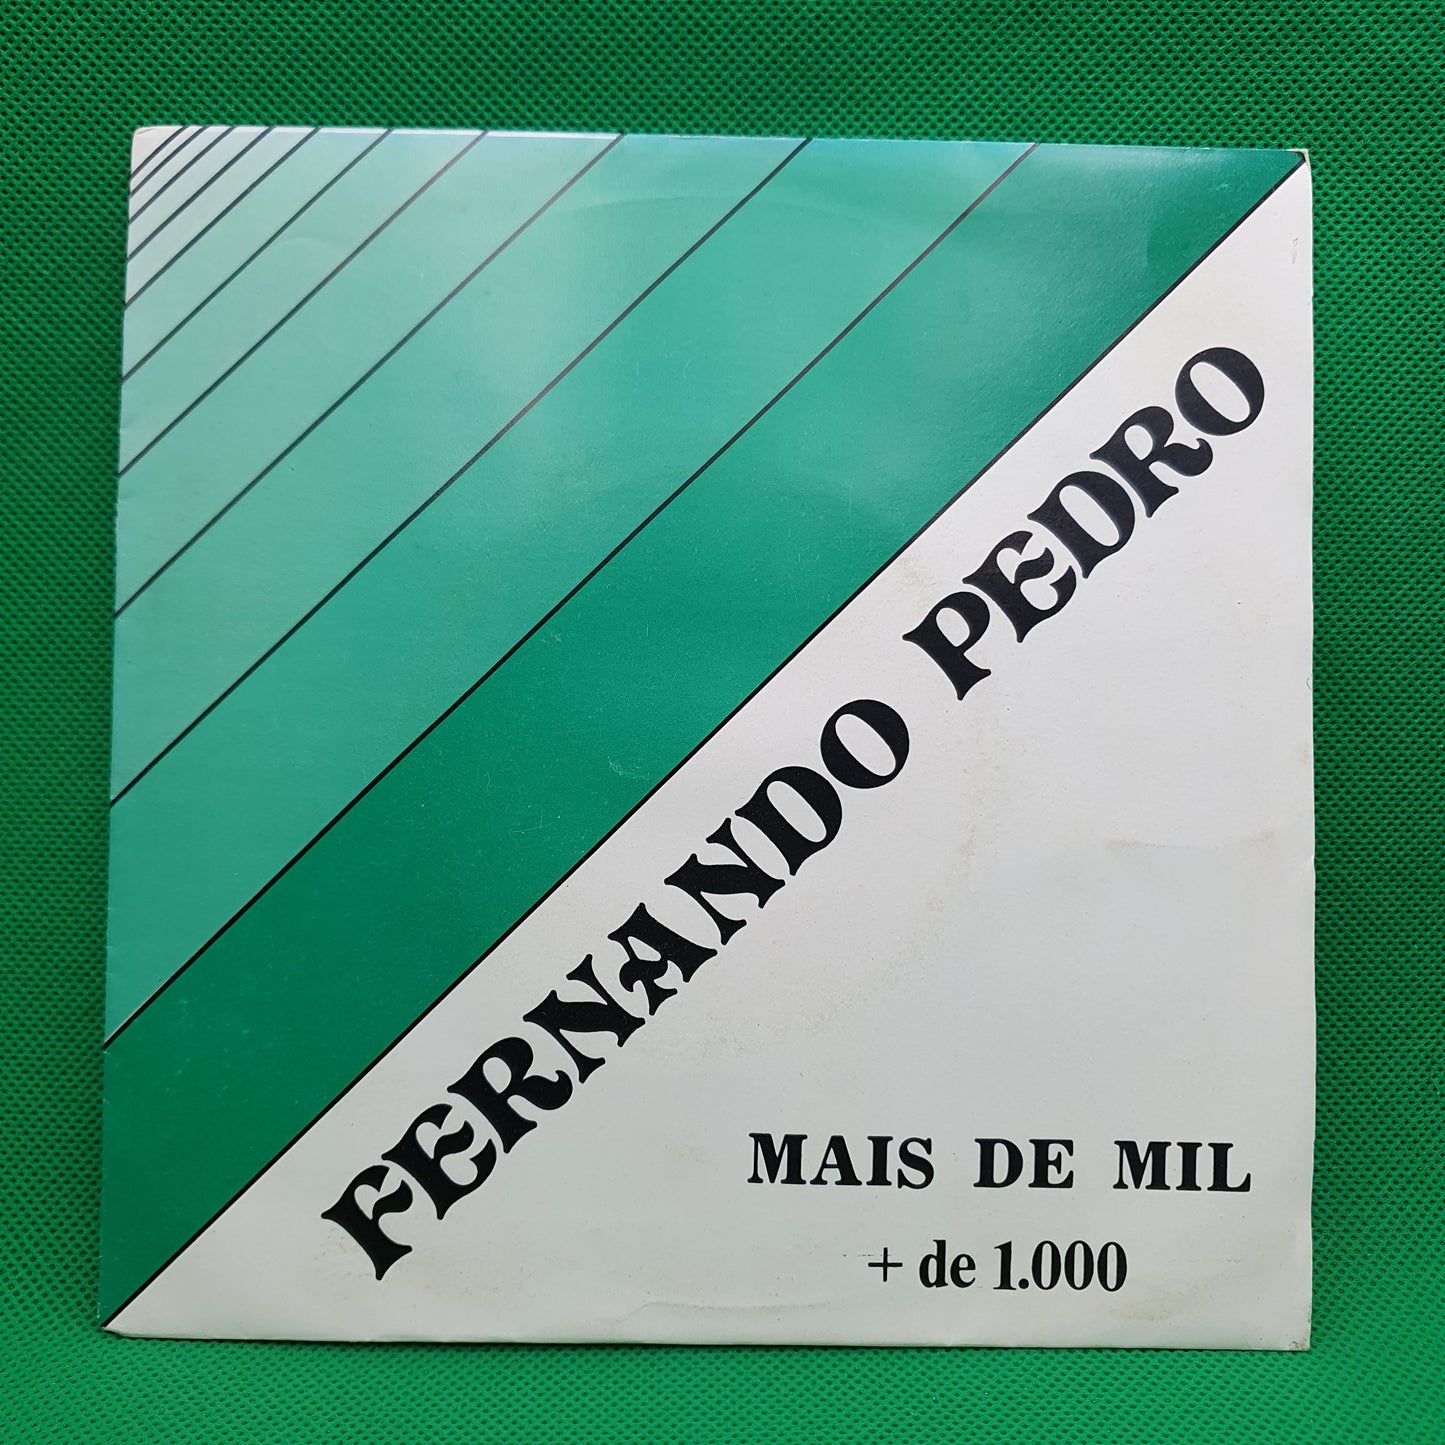 FERNANDO PEDRO
MAIS DE MIL
+ de 1.000